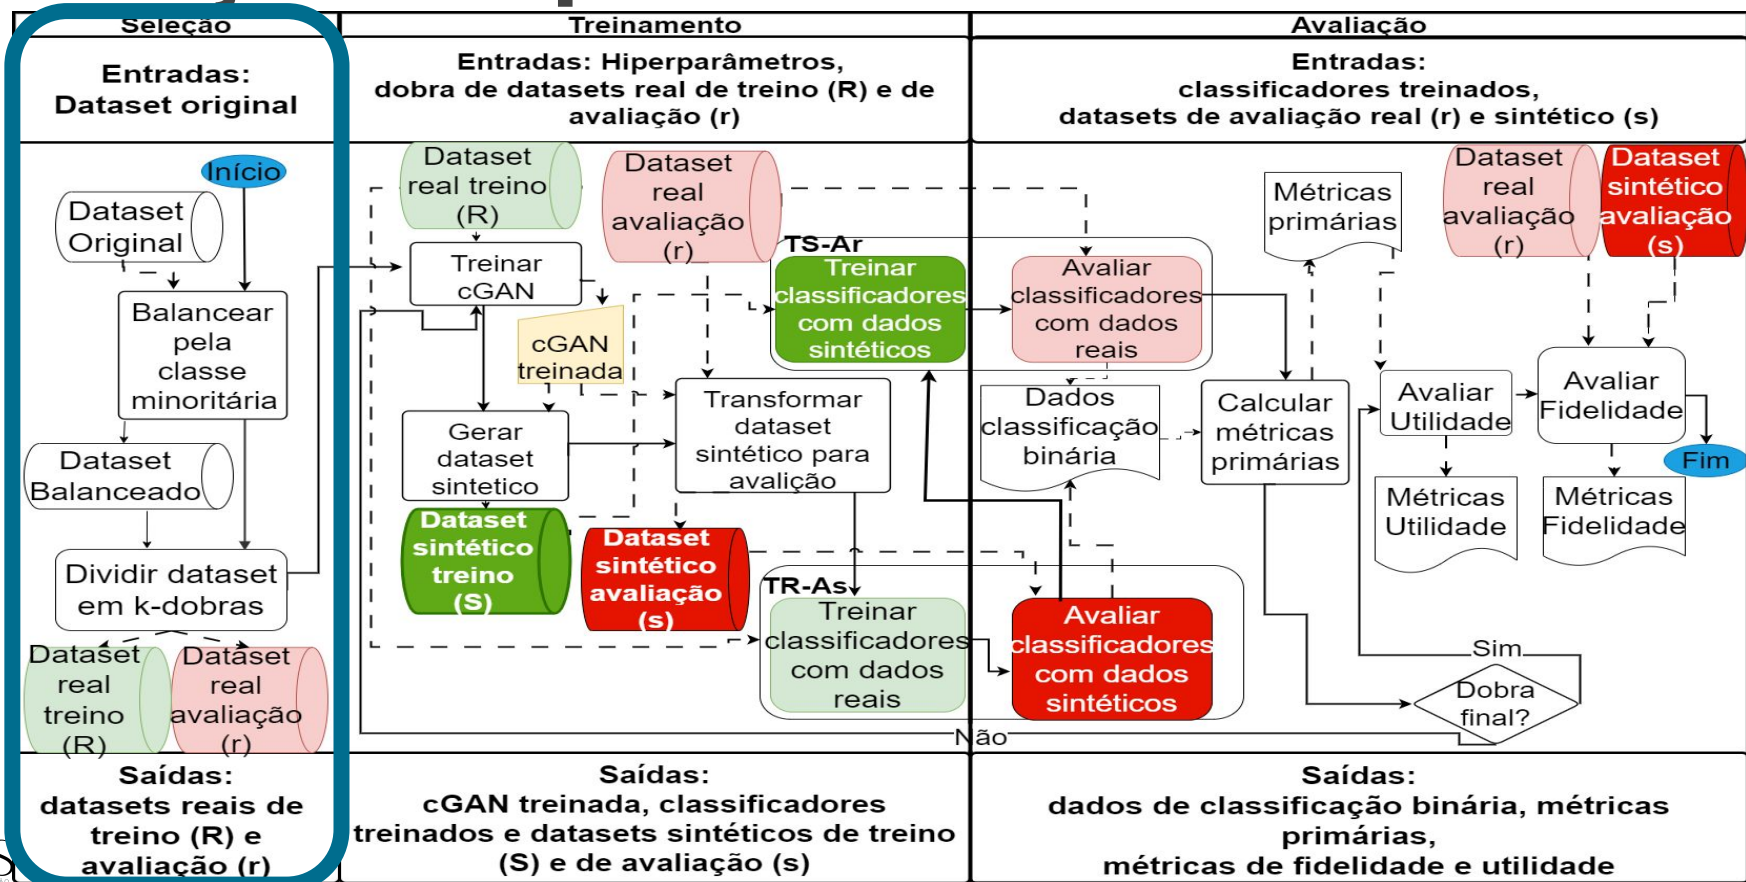 Seleção
Entradas:
Dataset original
Início
Dataset
Original
Balancear
pela
classe
minoritária
Dataset
Balanceado
Dividir dataset
em k-dobras
Dataset
real
treino
(R)
Dataset
real
avaliação
(r)
Saídas:
datasets reais de
treino (R) e
avaliação (r)
Treinamento
Entradas: Hiperparâmetros,
dobra de datasets real de treino (R) e de
avaliação (r)
Dataset
real treino
(R)
Dataset
real
avaliação
(r)
Treinar
cGAN
cGAN
treinada
Gerar
dataset
sintetico
Transformar
dataset
sintético para
avalição
Dataset
sintético
treino
(S)
Dataset
sintético
avaliação
(s)
TS-Ar
Treinar
classificadores
com dados
sintéticos
TR-As
Treinar
classificadores
com dados
reais
Saídas:
cGAN treinada, classificadores
treinados e datasets sintéticos de treino
(S) e de avaliação (s)
Avaliação
Entradas:
classificadores treinados,
datasets de avaliação real (r) e sintético (s)
Avaliar
classificadores
com dados
reais
Dados
classificação
binária
Avaliar
classificadores
com dados
sintéticos
Métricas
primárias
Calcular
métricas
primárias
Dataset
real
avaliação
(r)
Dataset
sintético
avaliação
(s)
Avaliar
Utilidade
Avaliar
Fidelidade
Fim
Métricas
Utilidade
Métricas
Fidelidade
Sim
Dobra
final?
Não
Saídas:
dados de classificação binária, métricas
primárias,
métricas de fidelidade e utilidade